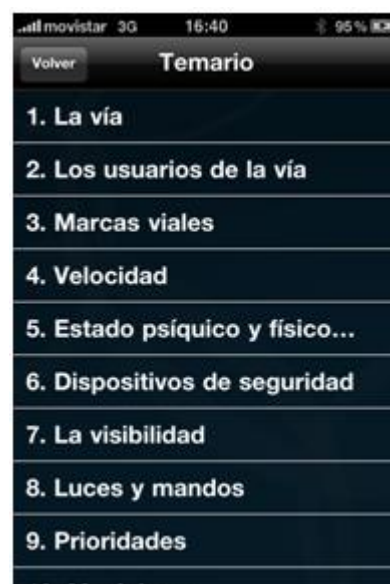 movistar 3G 16:40 95%
Volver Temario
1. La vía
2. Los usuarios de la vía
3. Marcas viales
4. Velocidad
5. Estado psíquico y físico...
6. Dispositivos de seguridad
7. La visibilidad
8. Luces y mandos
9. Prioridades